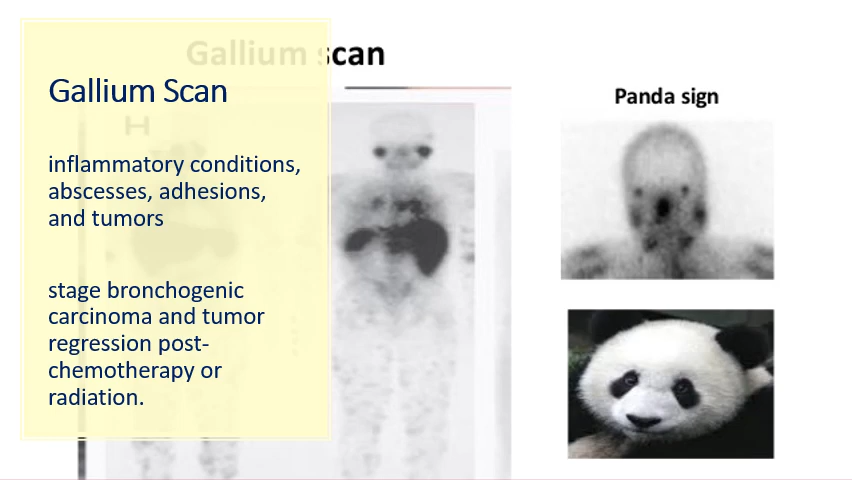 Gallium scan
Gallium Scan
inflammatory conditions,
abscesses, adhesions,
and tumors
stage bronchogenic
carcinoma and tumor
regression post-
chemotherapy or
radiation.
H
Panda sign